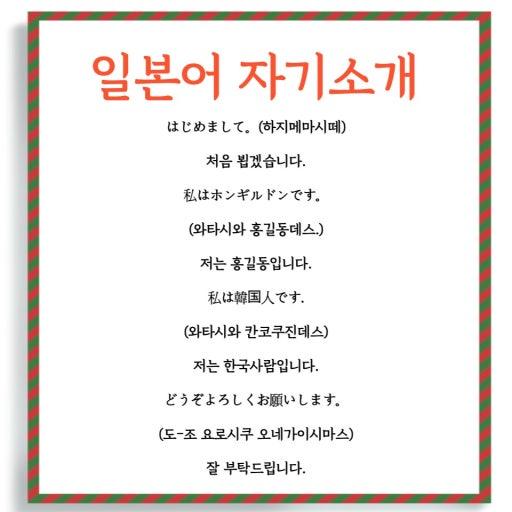 일본어 자기소개
はじめまして。(하지메마시떼)
처음 뵙겠습니다.
私はホンギルドンです。
(와타시와 홍길동데스.)
저는 홍길동입니다.
私は韓国人です.
(와타시와 칸코쿠진데스)
저는 한국사람입니다.
どうぞよろしくお願いします。
(도-조 요로시쿠 오네가이시마스)
잘 부탁드립니다.